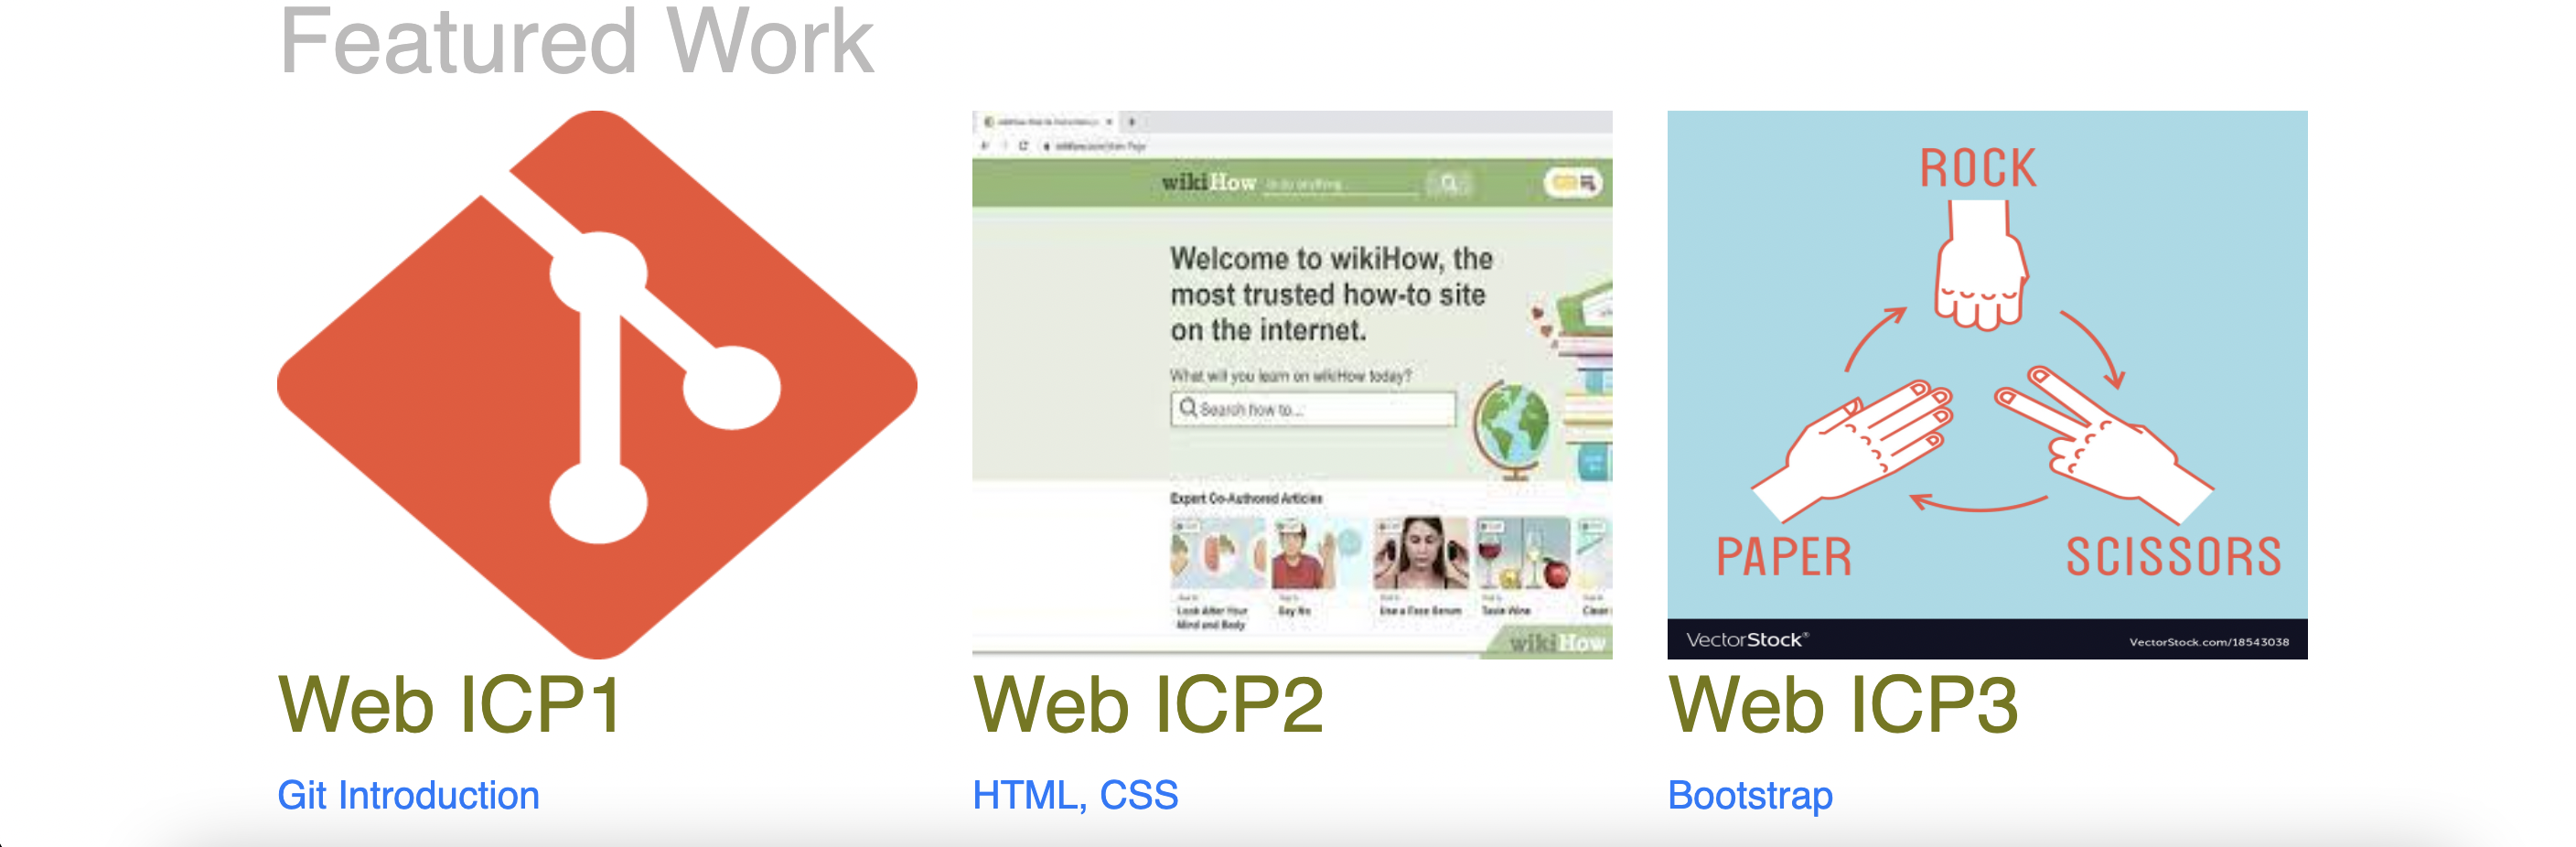 Featured Work
wikiHow to do anything...
Welcome to wikiHow, the
most trusted how-to site
on the internet.
What will you learn on wikiHow today?
Search how to...
Expert Co-Authored Articles
Look After Your
Mind and Body
Say No
Use a Face Serum
Taste Wine
Clean
wikiHow
ROCK
PAPER
SCISSORS
VectorStock®
VectorStock.com/18543038
Web ICP1
Web ICP2
Web ICP3
Git Introduction
HTML, CSS
Bootstrap